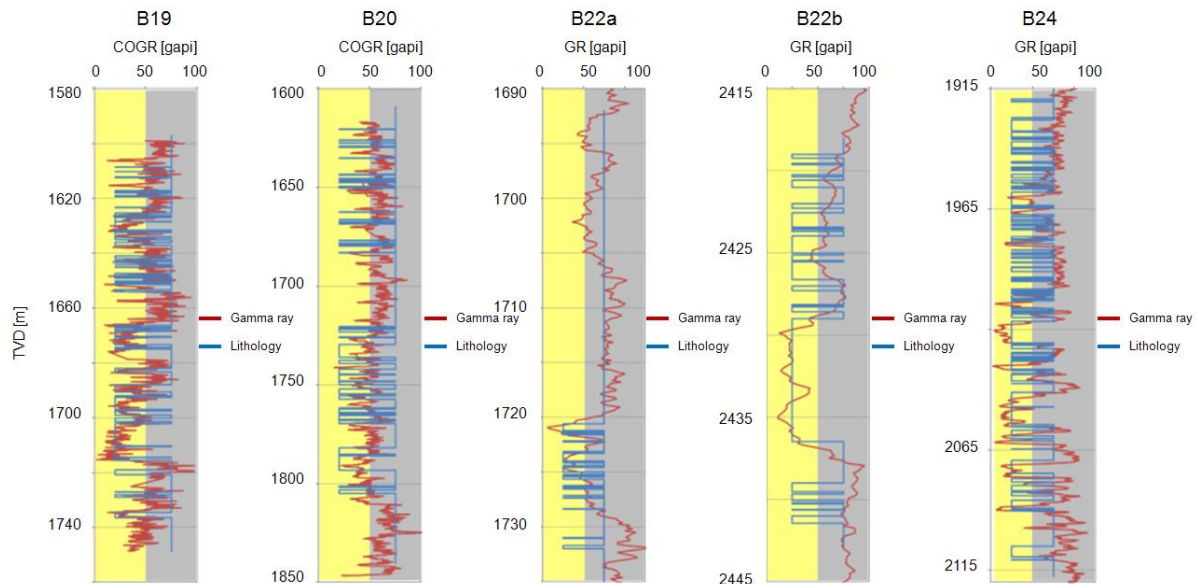 B19
B20
B22a
B22b
B24
COGR [gapi]
COGR [gapi]
GR [gapi]
GR [gapi]
GR [gapi]
0 50 100
0 50 100
0 50 100
0 50 100
0 50 100
TVD [m]
1580
1620
1660
1700
1740
Gamma ray
Lithology
1600
1650
1700
1750
1800
1850
Gamma ray
Lithology
1690
1700
1710
1720
1730
Gamma ray
Lithology
2415
2425
2435
2445
Gamma ray
Lithology
1915
1965
2065
2115
Gamma ray
Lithology